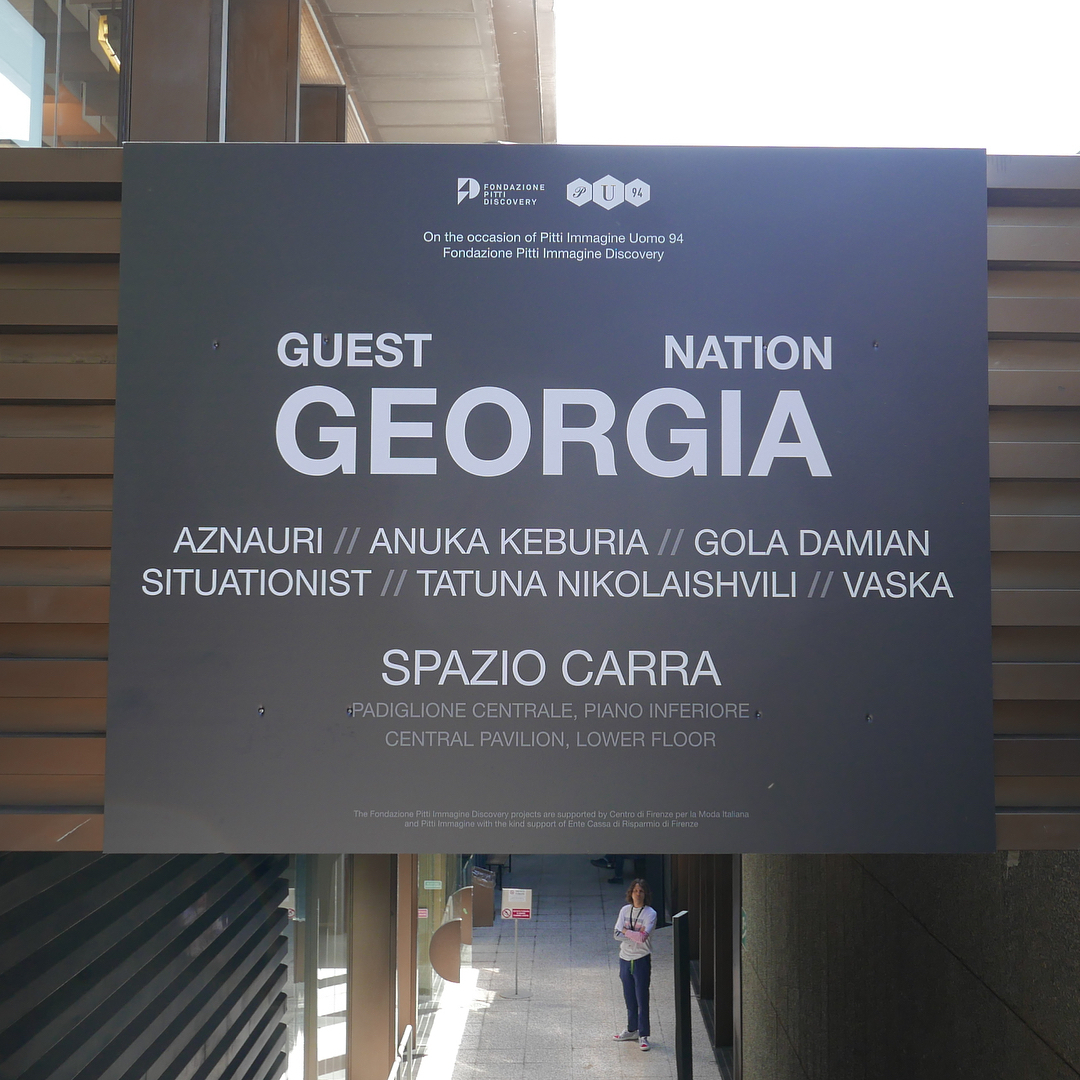 FONDAZIONE
PITTI
DISCOVERY
P U 94
On the occasion of Pitti Immagine Uomo 94
Fondazione Pitti Immagine Discovery
GUEST NATION
GEORGIA
AZNAURI // ANUKA KEBURIA // GOLA DAMIAN
SITUATIONIST // TATUNA NIKOLAISHVILI // VASKA
SPAZIO CARRA
PADIGLIONE CENTRALE, PIANO INFERIORE
CENTRAL PAVILION, LOWER FLOOR
The Fondazione Pitti Immagine Discovery projects are supported by Centro di Firenze per la Moda Italiana
and Pitti Immagine with the kind support of Ente Cassa di Risparmio di Firenze